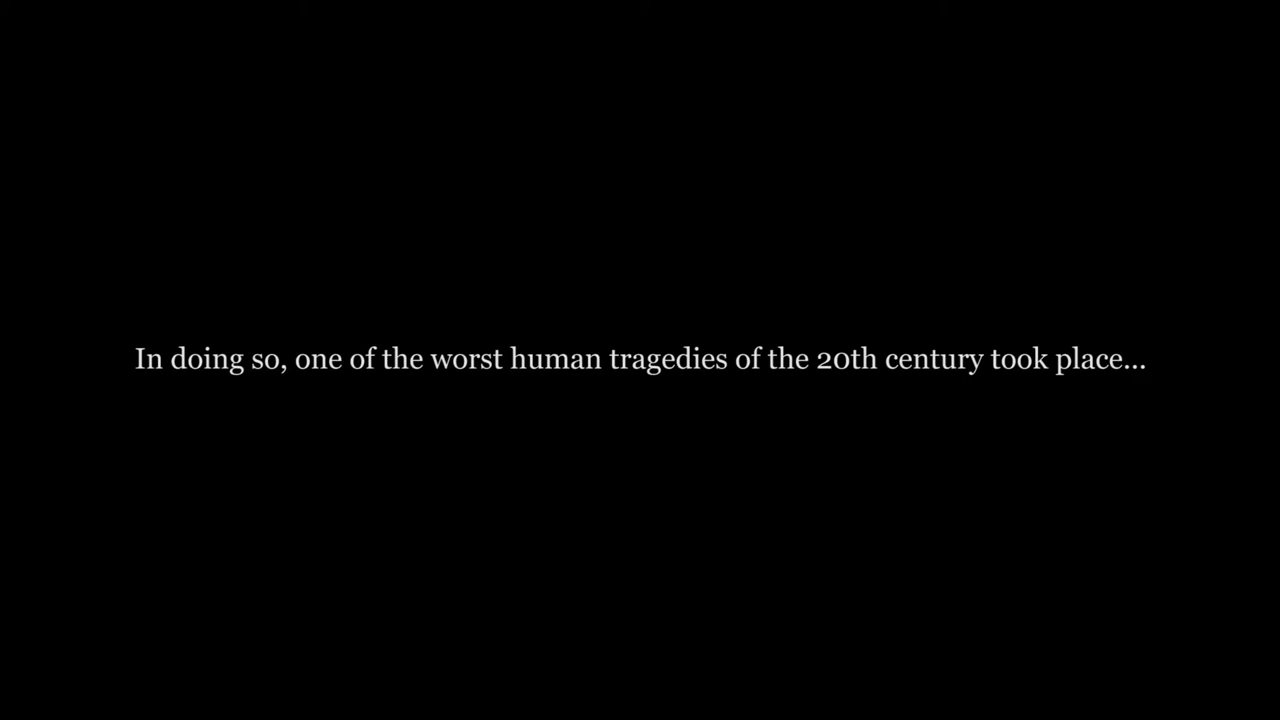 In doing so, one of the worst human tragedies of the 20th century took place...